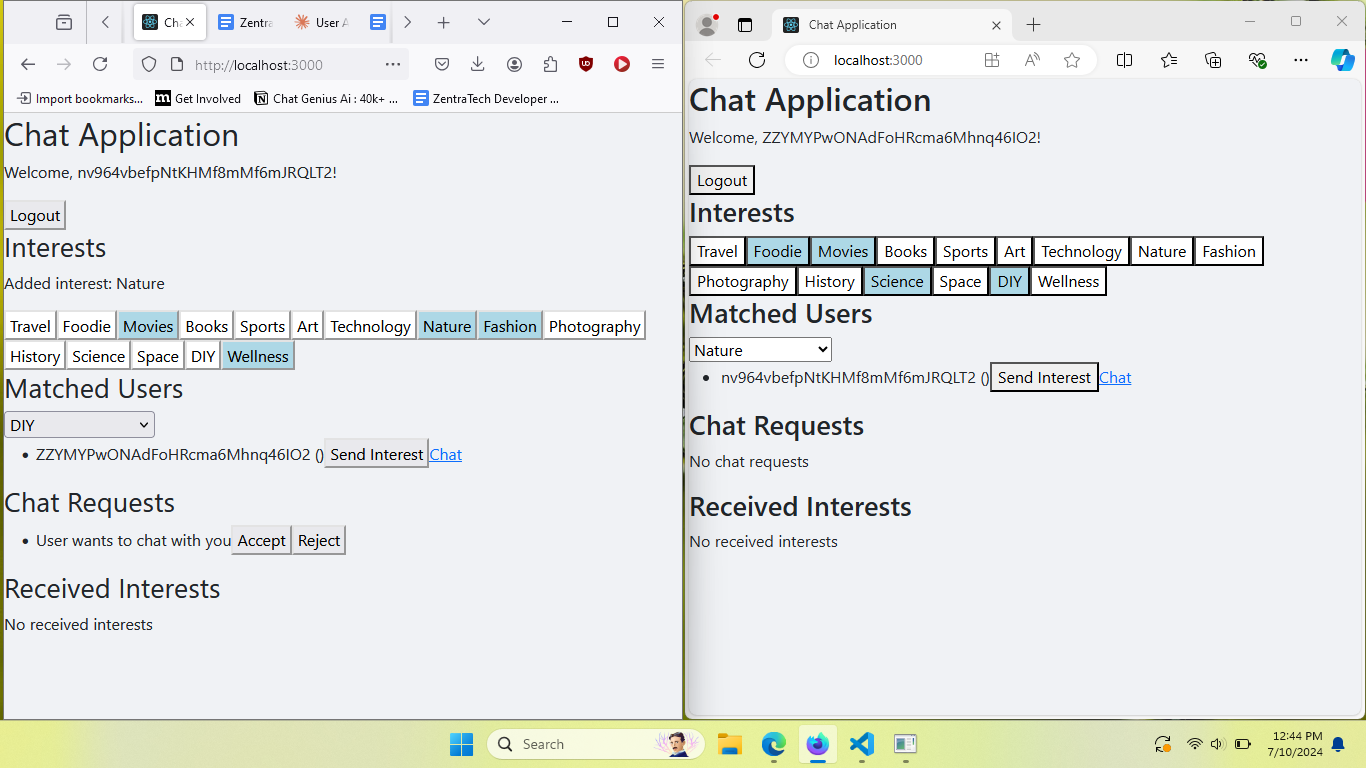 Cha
Zentra
User A
http://localhost:3000
Import bookmarks...
Get Involved
Chat Genius Ai : 40k+ ...
ZentraTech Developer ...
Chat Application
Welcome, nv964vbefpNtKHMf8mMf6mJRQLT2!
Logout
Interests
Added interest: Nature
Travel Foodie Movies Books Sports Art Technology Nature Fashion Photography
History Science Space DIY Wellness
Matched Users
DIY
• ZZYMYPwONAdFoHRcma6Mhnq46IO2 () Send Interest Chat
Chat Requests
• User wants to chat with you Accept Reject
Received Interests
No received interests
Chat Application
localhost:3000
Chat Application
Welcome, ZZYMYPwONAdFoHRcma6Mhnq46IO2!
Logout
Interests
Travel Foodie Movies Books Sports Art Technology Nature Fashion
Photography History Science Space DIY Wellness
Matched Users
Nature
• nv964vbefpNtKHMf8mMf6mJRQLT2 () Send Interest Chat
Chat Requests
No chat requests
Received Interests
No received interests
Search
12:44 PM
7/10/2024